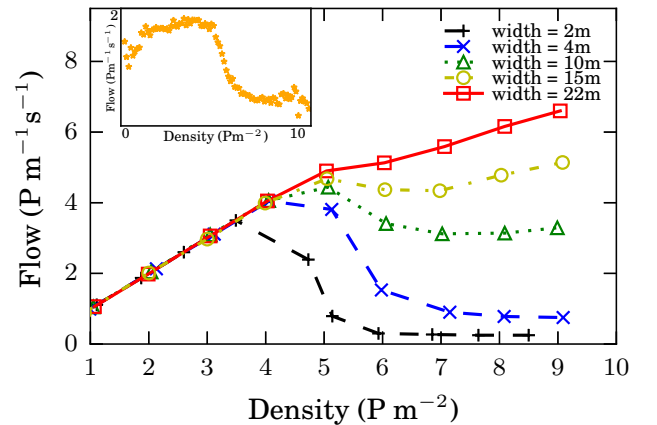 8
6
4
2
0
Flow (P m⁻¹s⁻¹)
1 2 3 4 5 6 7 8 9 10
Density (P m⁻²)
width = 2m
width = 4m
width = 10m
width = 15m
width = 22m
2
Flow (Pm⁻¹s⁻¹)
0 10
Density (Pm⁻²)